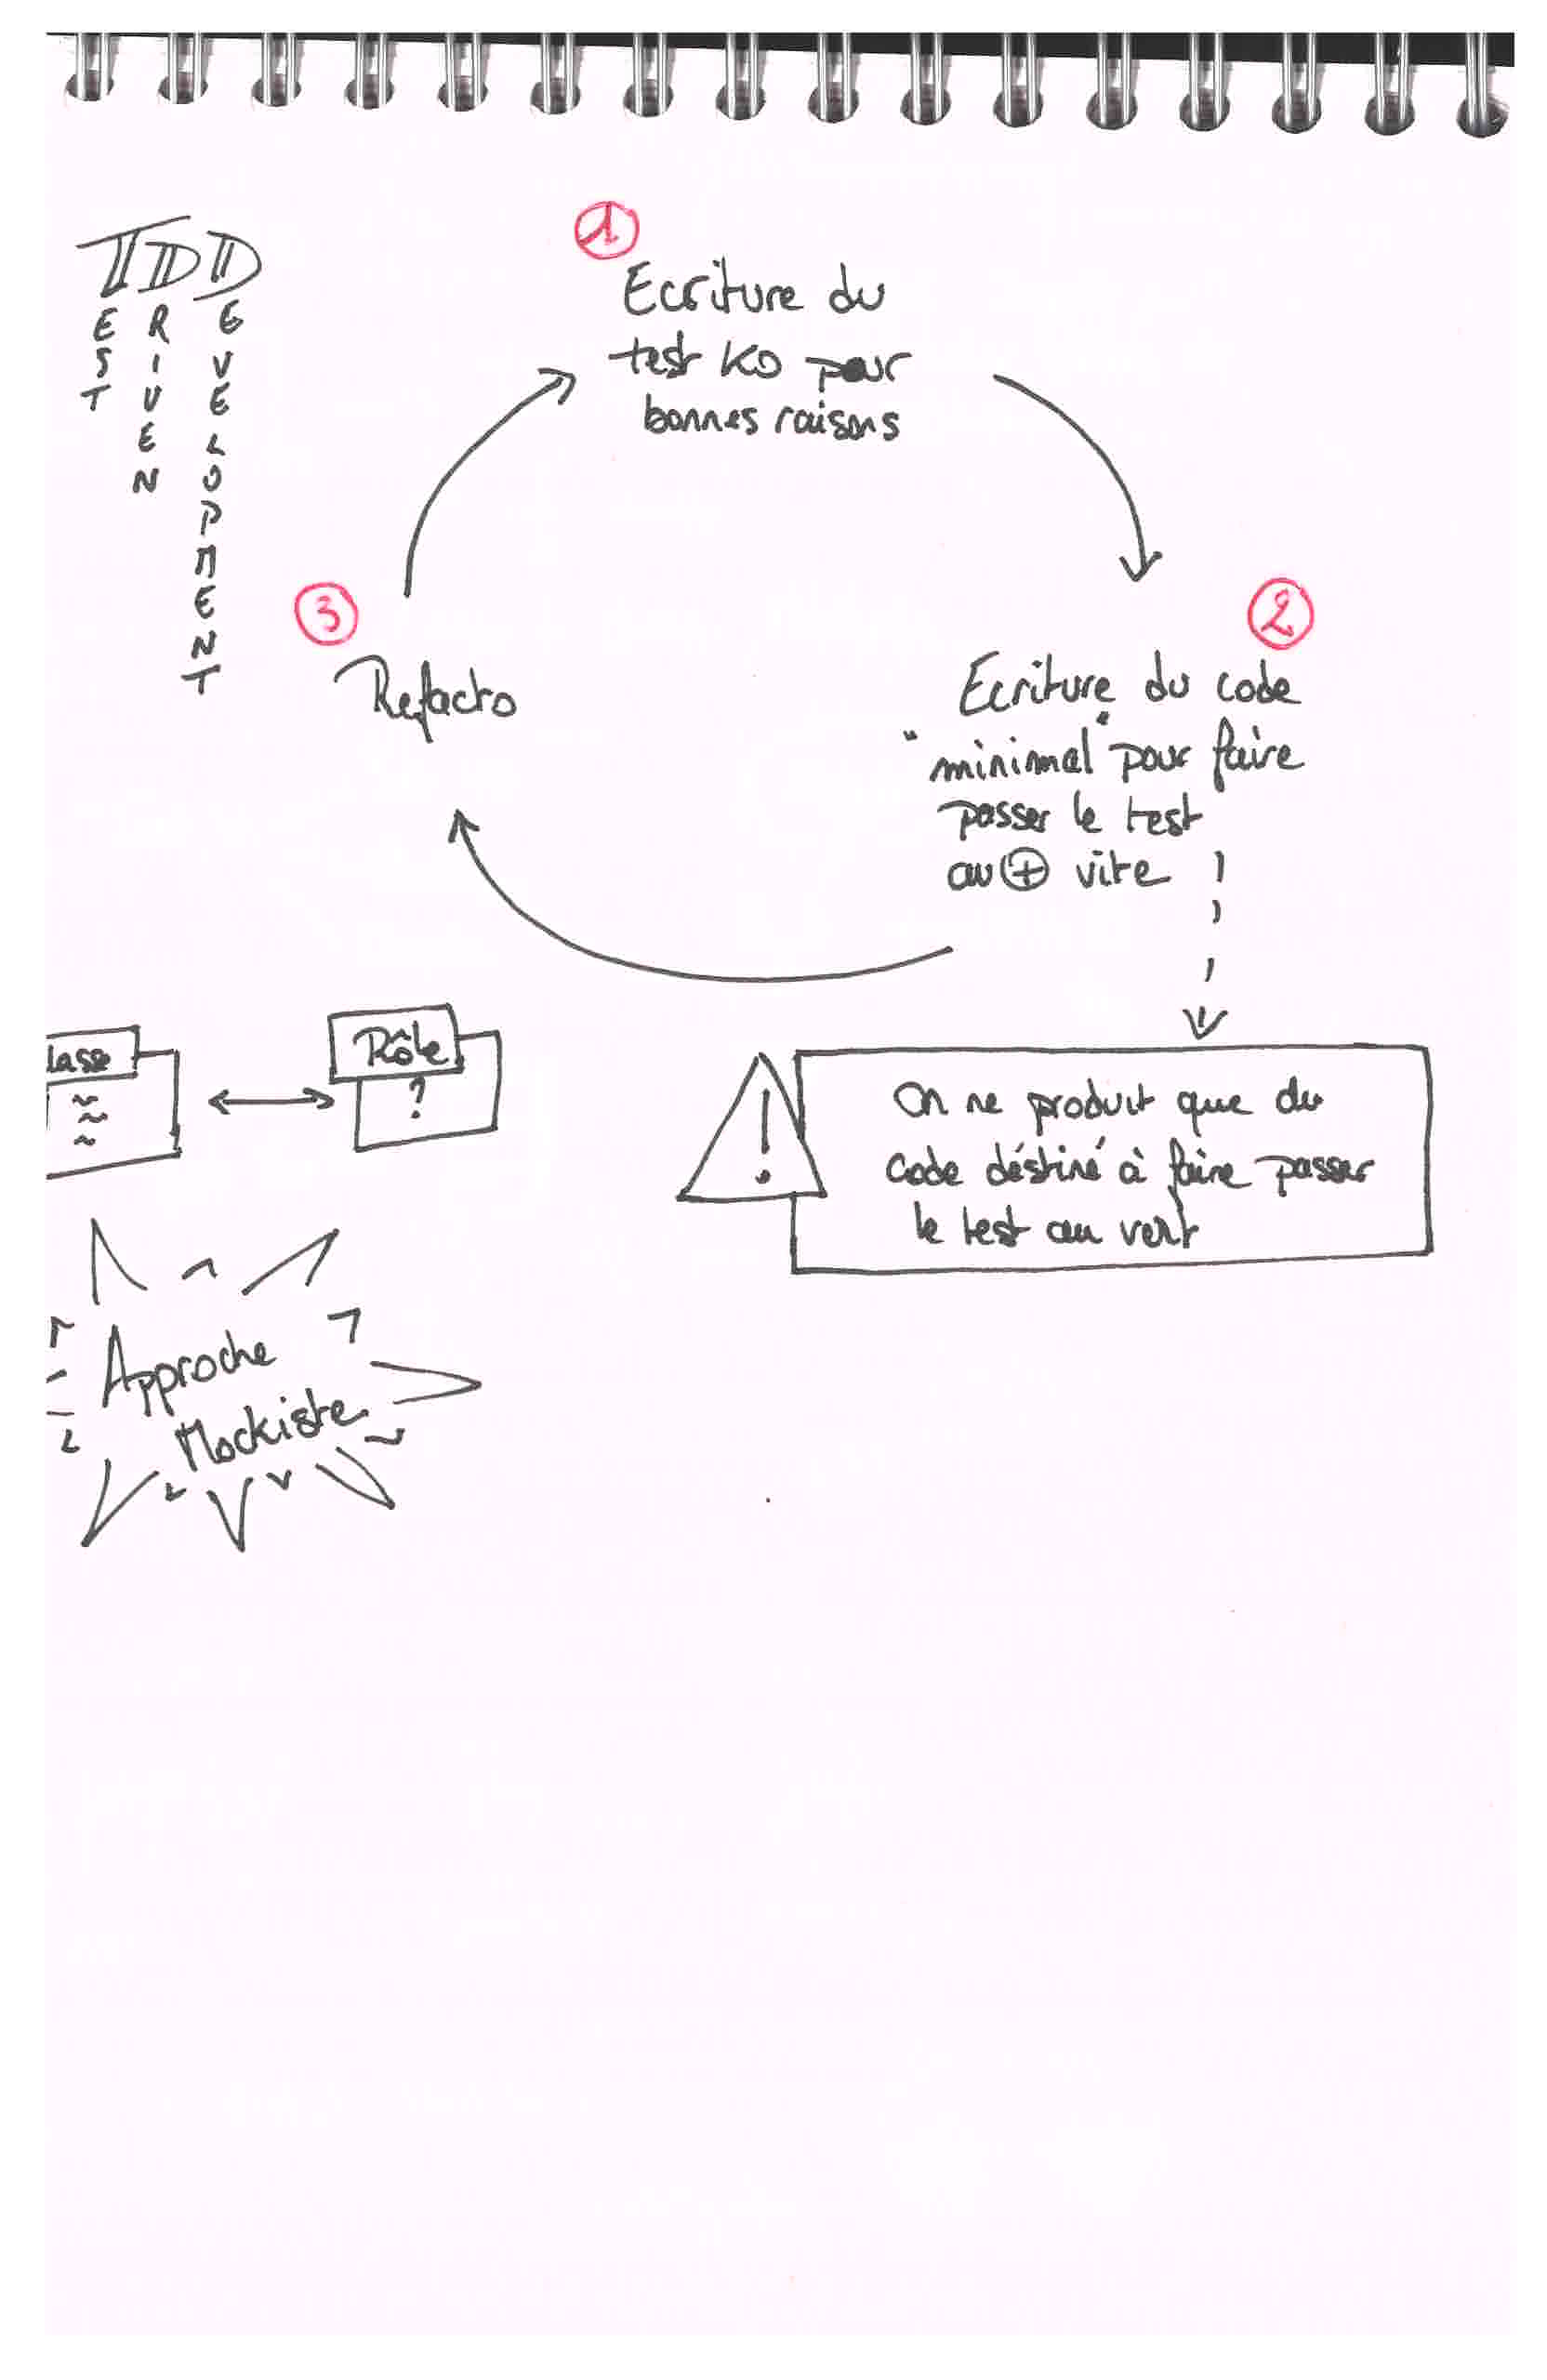 TDD
EST
RIVEN
EVELOPMENT
1
Ecriture du
test KO pour
bonnes raisons
2
Ecriture du code
"minimal" pour faire
passer le test
au + vite
3
Refacto
lasse
Rôle
?
!
On ne produit que du
code déstiné à faire passer
le test au vert
Approche
Mockiste